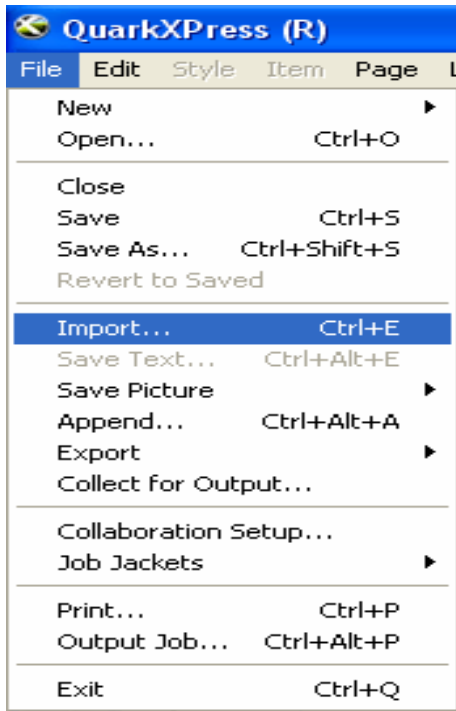 QuarkXPress (R)
File Edit Style Item Page
New
Open... Ctrl+O
Close
Save Ctrl+S
Save As... Ctrl+Shift+S
Revert to Saved
Import... Ctrl+E
Save Text... Ctrl+Alt+E
Save Picture
Append... Ctrl+Alt+A
Export
Collect for Output...
Collaboration Setup...
Job Jackets
Print... Ctrl+P
Output Job... Ctrl+Alt+P
Exit Ctrl+Q